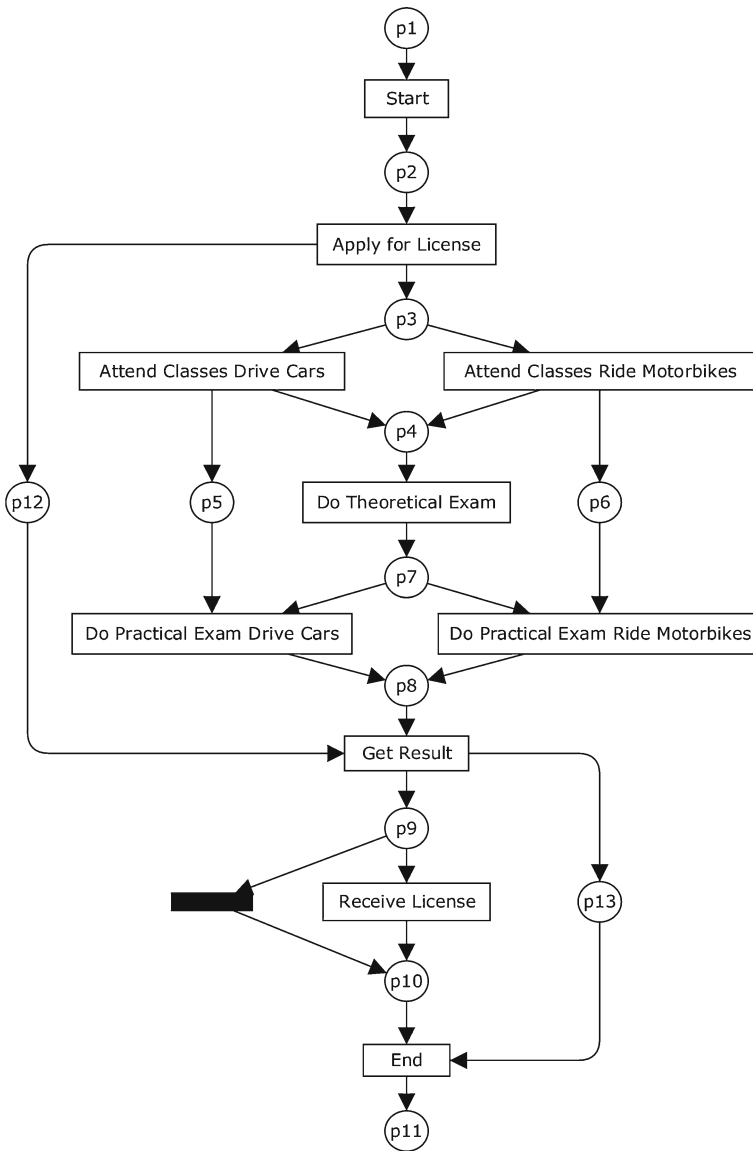 p1
Start
p2
Apply for License
p3
Attend Classes Drive Cars
Attend Classes Ride Motorbikes
p4
p12
p5
Do Theoretical Exam
p6
p7
Do Practical Exam Drive Cars
Do Practical Exam Ride Motorbikes
p8
Get Result
p9
Receive License
p13
p10
End
p11